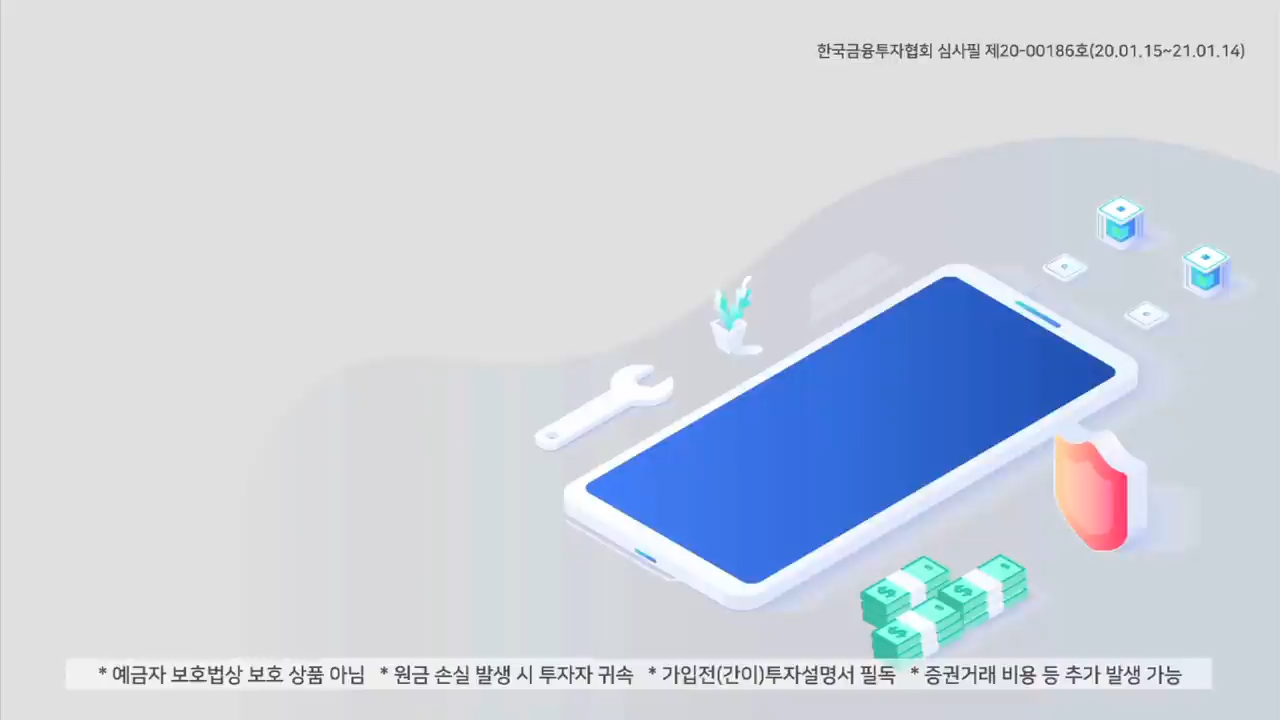 한국금융투자협회 심사필 제20-00186호(20.01.15~21.01.14)
* 예금자 보호법상 보호 상품 아님 * 원금 손실 발생 시 투자자 귀속 * 가입전(간이)투자설명서 필독 * 증권거래 비용 등 추가 발생 가능